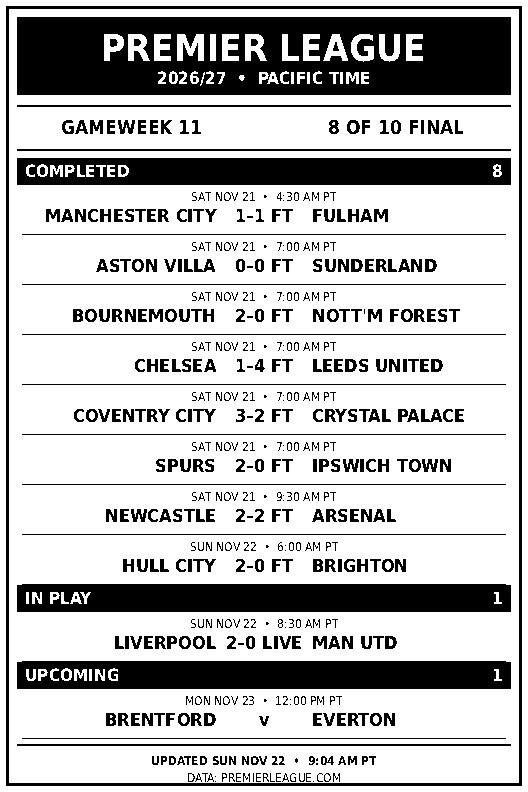 PREMIER LEAGUE
2026/27 • PACIFIC TIME
GAMEWEEK 11 8 OF 10 FINAL
COMPLETED 8
SAT NOV 21 • 4:30 AM PT
MANCHESTER CITY 1–1 FT FULHAM
SAT NOV 21 • 7:00 AM PT
ASTON VILLA 0–0 FT SUNDERLAND
SAT NOV 21 • 7:00 AM PT
BOURNEMOUTH 2–0 FT NOTT'M FOREST
SAT NOV 21 • 7:00 AM PT
CHELSEA 1–4 FT LEEDS UNITED
SAT NOV 21 • 7:00 AM PT
COVENTRY CITY 3–2 FT CRYSTAL PALACE
SAT NOV 21 • 7:00 AM PT
SPURS 2–0 FT IPSWICH TOWN
SAT NOV 21 • 9:30 AM PT
NEWCASTLE 2–2 FT ARSENAL
SUN NOV 22 • 6:00 AM PT
HULL CITY 2–0 FT BRIGHTON
IN PLAY 1
SUN NOV 22 • 8:30 AM PT
LIVERPOOL 2–0 LIVE MAN UTD
UPCOMING 1
MON NOV 23 • 12:00 PM PT
BRENTFORD v EVERTON
UPDATED SUN NOV 22 • 9:04 AM PT
DATA: PREMIERLEAGUE.COM